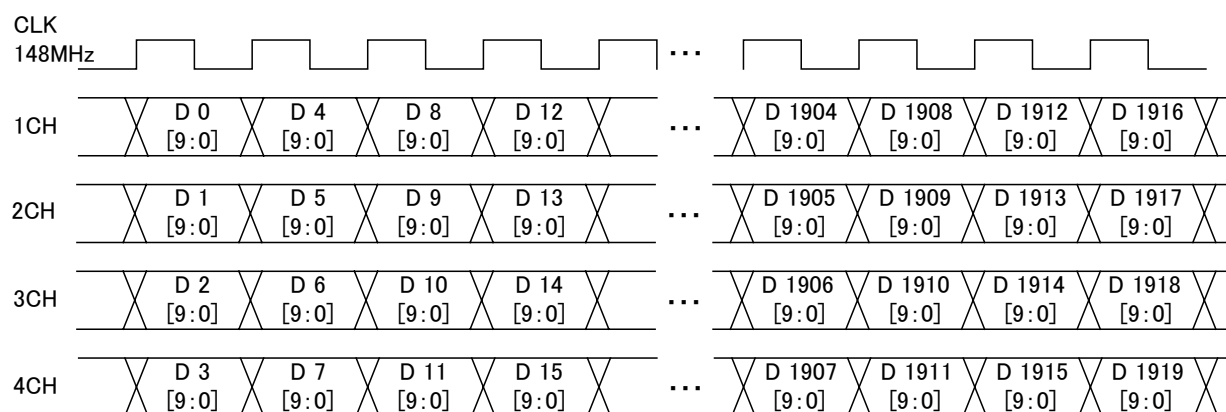 CLK
148MHz
...
1CH D 0 D 4 D 8 D 12 ... D 1904 D 1908 D 1912 D 1916
[9:0] [9:0] [9:0] [9:0] [9:0] [9:0] [9:0] [9:0]
2CH D 1 D 5 D 9 D 13 ... D 1905 D 1909 D 1913 D 1917
[9:0] [9:0] [9:0] [9:0] [9:0] [9:0] [9:0] [9:0]
3CH D 2 D 6 D 10 D 14 ... D 1906 D 1910 D 1914 D 1918
[9:0] [9:0] [9:0] [9:0] [9:0] [9:0] [9:0] [9:0]
4CH D 3 D 7 D 11 D 15 ... D 1907 D 1911 D 1915 D 1919
[9:0] [9:0] [9:0] [9:0] [9:0] [9:0] [9:0] [9:0]